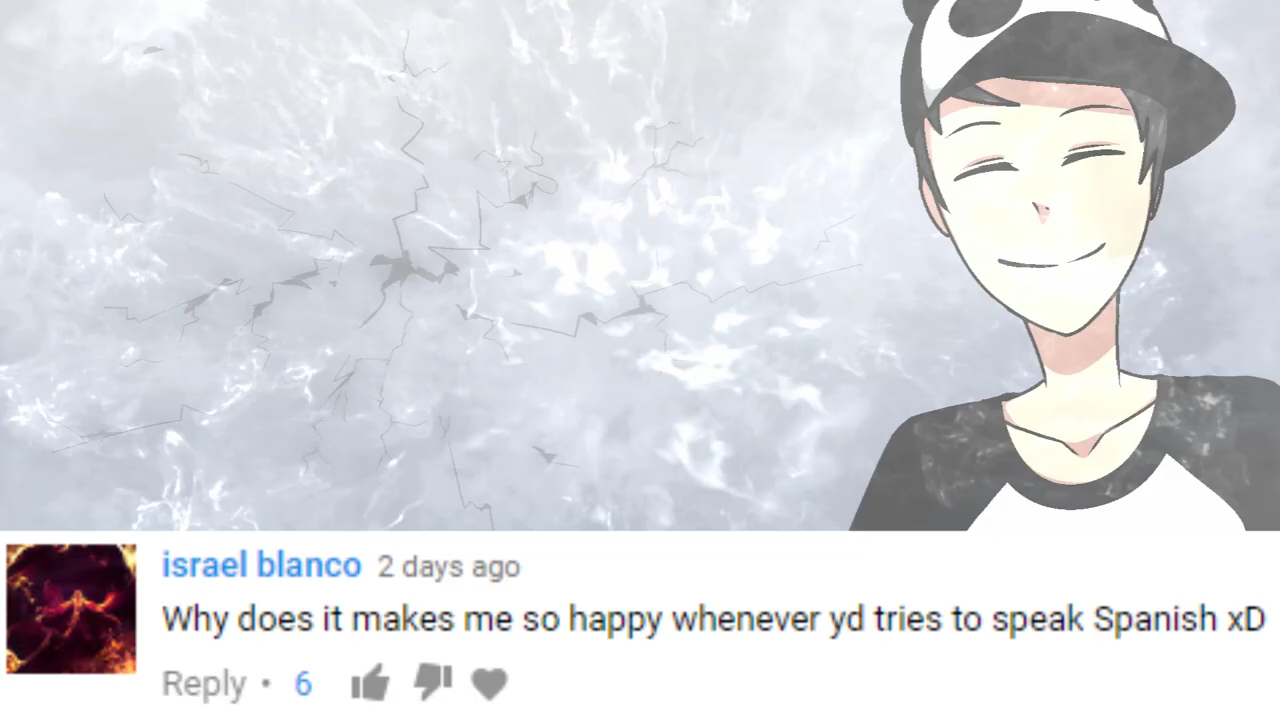 israel blanco 2 days ago
Why does it makes me so happy whenever yd tries to speak Spanish xD
Reply • 6